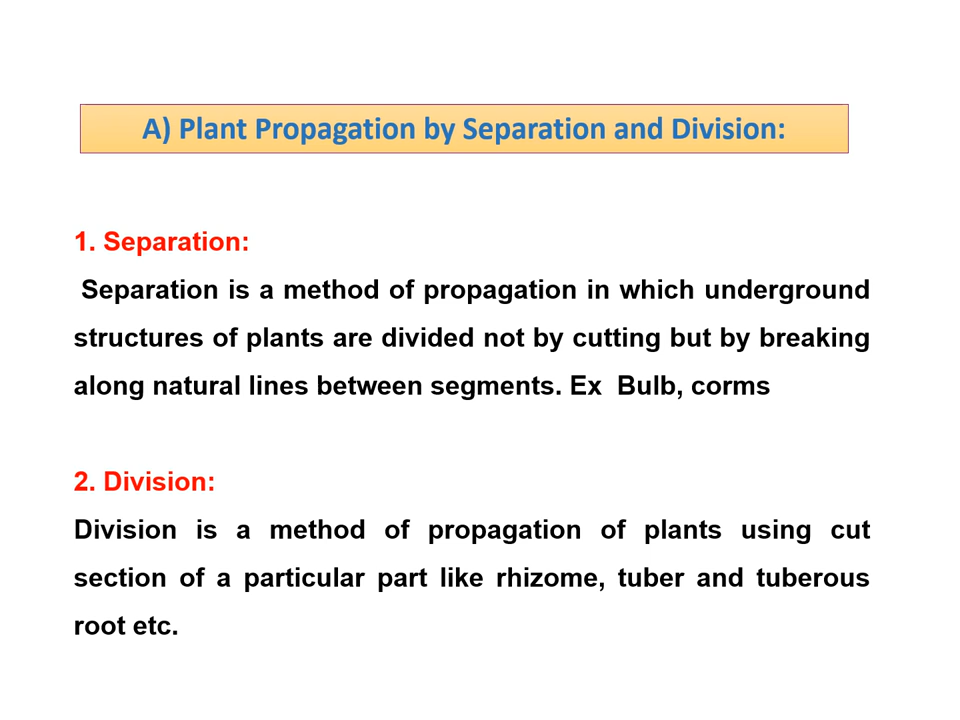 A) Plant Propagation by Separation and Division:
1. Separation:
Separation is a method of propagation in which underground
structures of plants are divided not by cutting but by breaking
along natural lines between segments. Ex  Bulb, corms
2. Division:
Division is a method of propagation of plants using cut
section of a particular part like rhizome, tuber and tuberous
root etc.